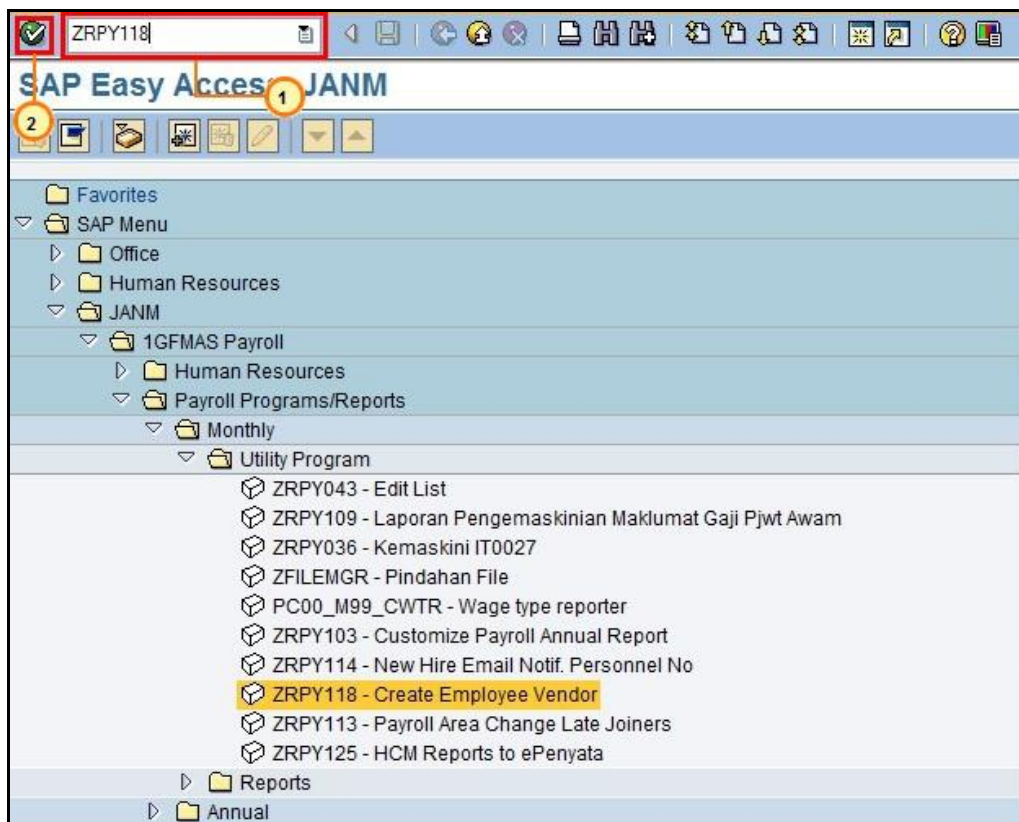 ZRPY118
SAP Easy Access JANM
1
2
Favorites
SAP Menu
Office
Human Resources
JANM
1GFMAS Payroll
Human Resources
Payroll Programs/Reports
Monthly
Utility Program
ZRPY043 - Edit List
ZRPY109 - Laporan Pengemaskinian Maklumat Gaji Pjwt Awam
ZRPY036 - Kemaskini IT0027
ZFILEMGR - Pindahan File
PC00_M99_CWTR - Wage type reporter
ZRPY103 - Customize Payroll Annual Report
ZRPY114 - New Hire Email Notif. Personnel No
ZRPY118 - Create Employee Vendor
ZRPY113 - Payroll Area Change Late Joiners
ZRPY125 - HCM Reports to ePenyata
Reports
Annual